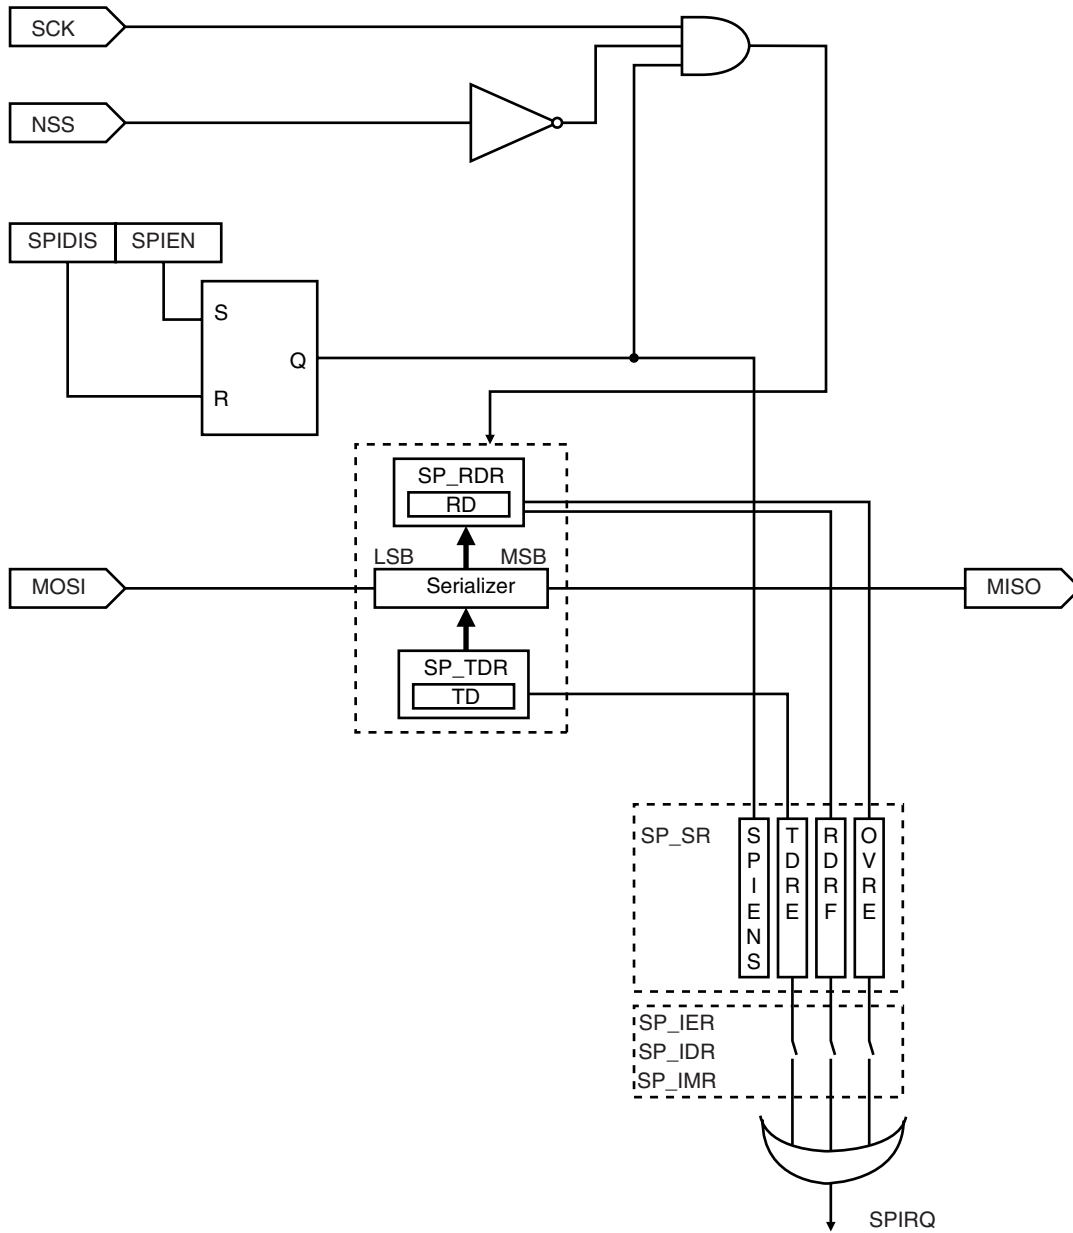 SCK
NSS
SPIDIS SPIEN
S
Q
R
SP_RDR
RD
LSB MSB
MOSI Serializer MISO
SP_TDR
TD
SP_SR
SPIENS
TDRE
RDRF
OVRE
SP_IER
SP_IDR
SP_IMR
SPIRQ